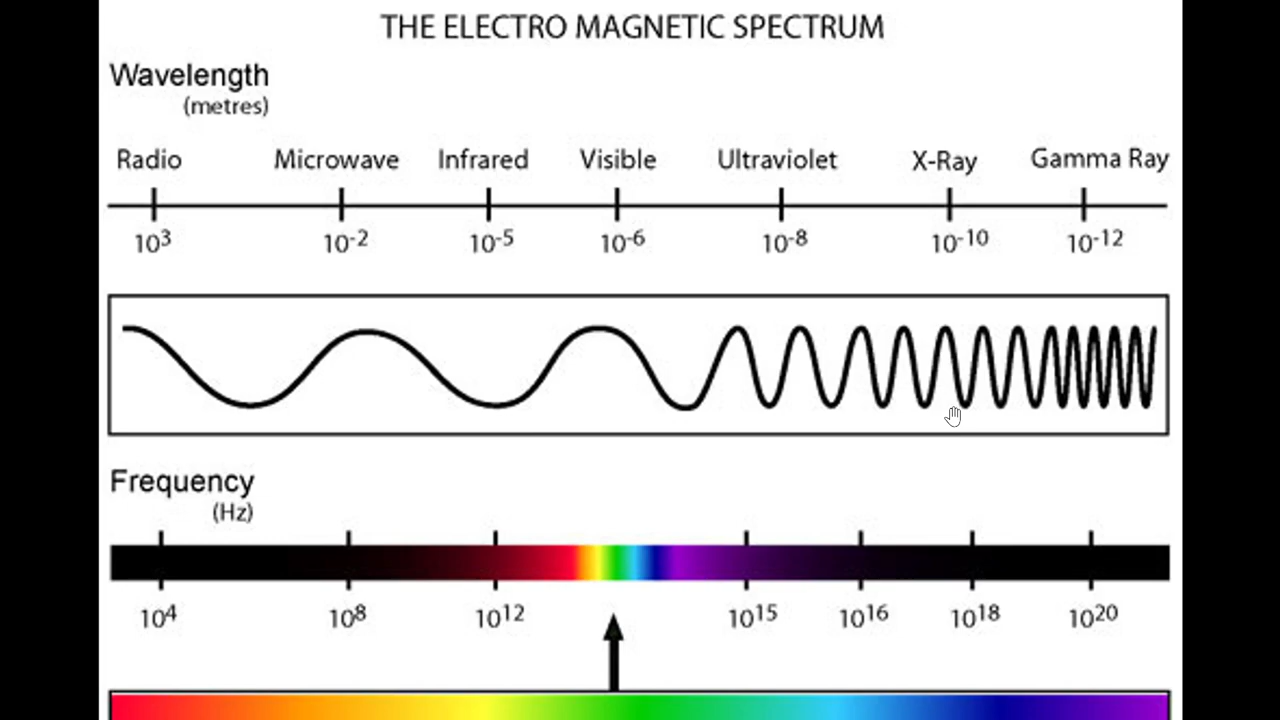 THE ELECTRO MAGNETIC SPECTRUM
Wavelength
(metres)
Radio Microwave Infrared Visible Ultraviolet X-Ray Gamma Ray
10³ 10⁻² 10⁻⁵ 10⁻⁶ 10⁻⁸ 10⁻¹⁰ 10⁻¹²
Frequency
(Hz)
10⁴ 10⁸ 10¹² 10¹⁵ 10¹⁶ 10¹⁸ 10²⁰